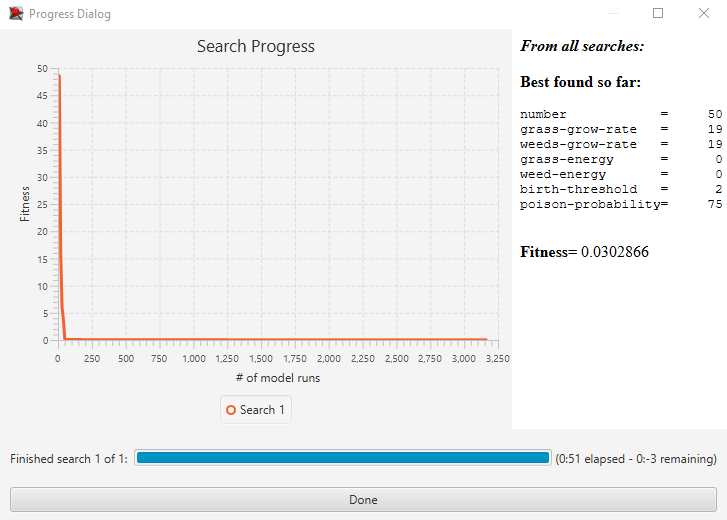 Progress Dialog
Search Progress
50
45
40
35
30
25
20
15
10
5
0
Fitness
0 250 500 750 1,000 1,250 1,500 1,750 2,000 2,250 2,500 2,750 3,000 3,250
# of model runs
Search 1
From all searches:
Best found so far:
number = 50
grass-grow-rate = 19
weeds-grow-rate = 19
grass-energy = 0
weed-energy = 0
birth-threshold = 2
poison-probability= 75
Fitness= 0.0302866
Finished search 1 of 1: (0:51 elapsed - 0:-3 remaining)
Done